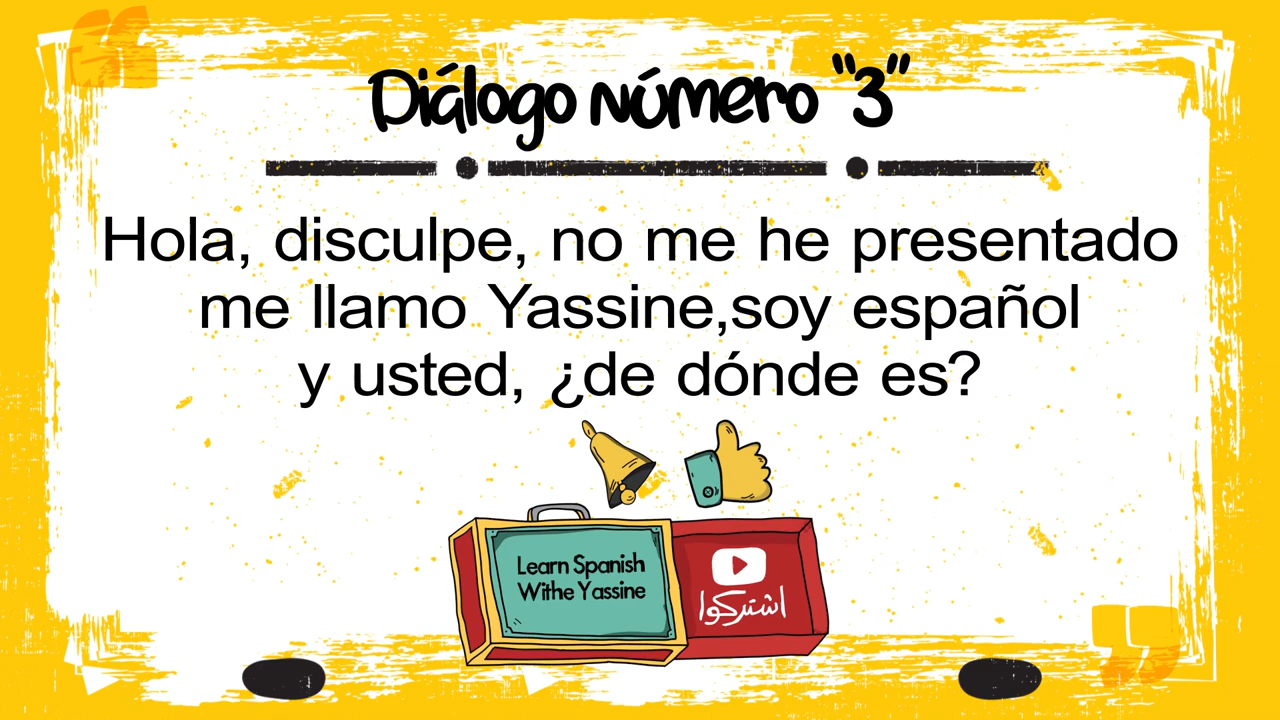 Diálogo Número "3"
Hola, disculpe, no me he presentado
me llamo Yassine,soy español
y usted, ¿de dónde es?
Learn Spanish
Withe Yassine
اشتركوا